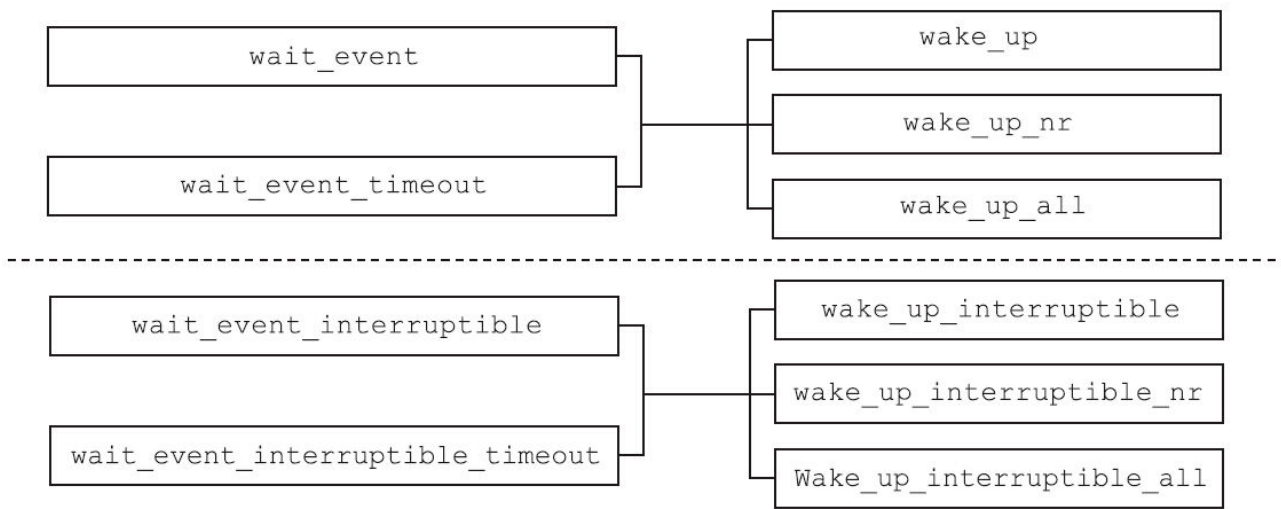 wait_event
wait_event_timeout
wake_up
wake_up_nr
wake_up_all
wait_event_interruptible
wait_event_interruptible_timeout
wake_up_interruptible
wake_up_interruptible_nr
Wake_up_interruptible_all